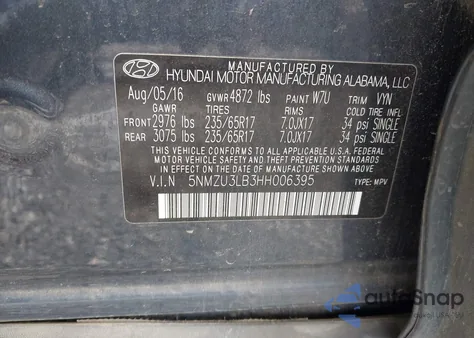 MANUFACTURED BY
HYUNDAI MOTOR MANUFACTURING ALABAMA, LLC
Aug/05/16 GVWR 4872 lbs PAINT W7U TRIM VYN
GAWR TIRES RIMS COLD TIRE INFL
FRONT 2976 lbs 235/65R17 7.0JX17 34 psi SINGLE
REAR 3075 lbs 235/65R17 7.0JX17 34 psi SINGLE
THIS VEHICLE CONFORMS TO ALL APPLICABLE U.S. FEDERAL
MOTOR VEHICLE SAFETY, BUMPER, AND THEFT PREVENTION
STANDARDS IN EFFECT ON THE DATE OF MANUFACTURE SHOWN ABOVE.
V.I.N 5NMZU3LB3HH006395 TYPE: MPV
autoSnap